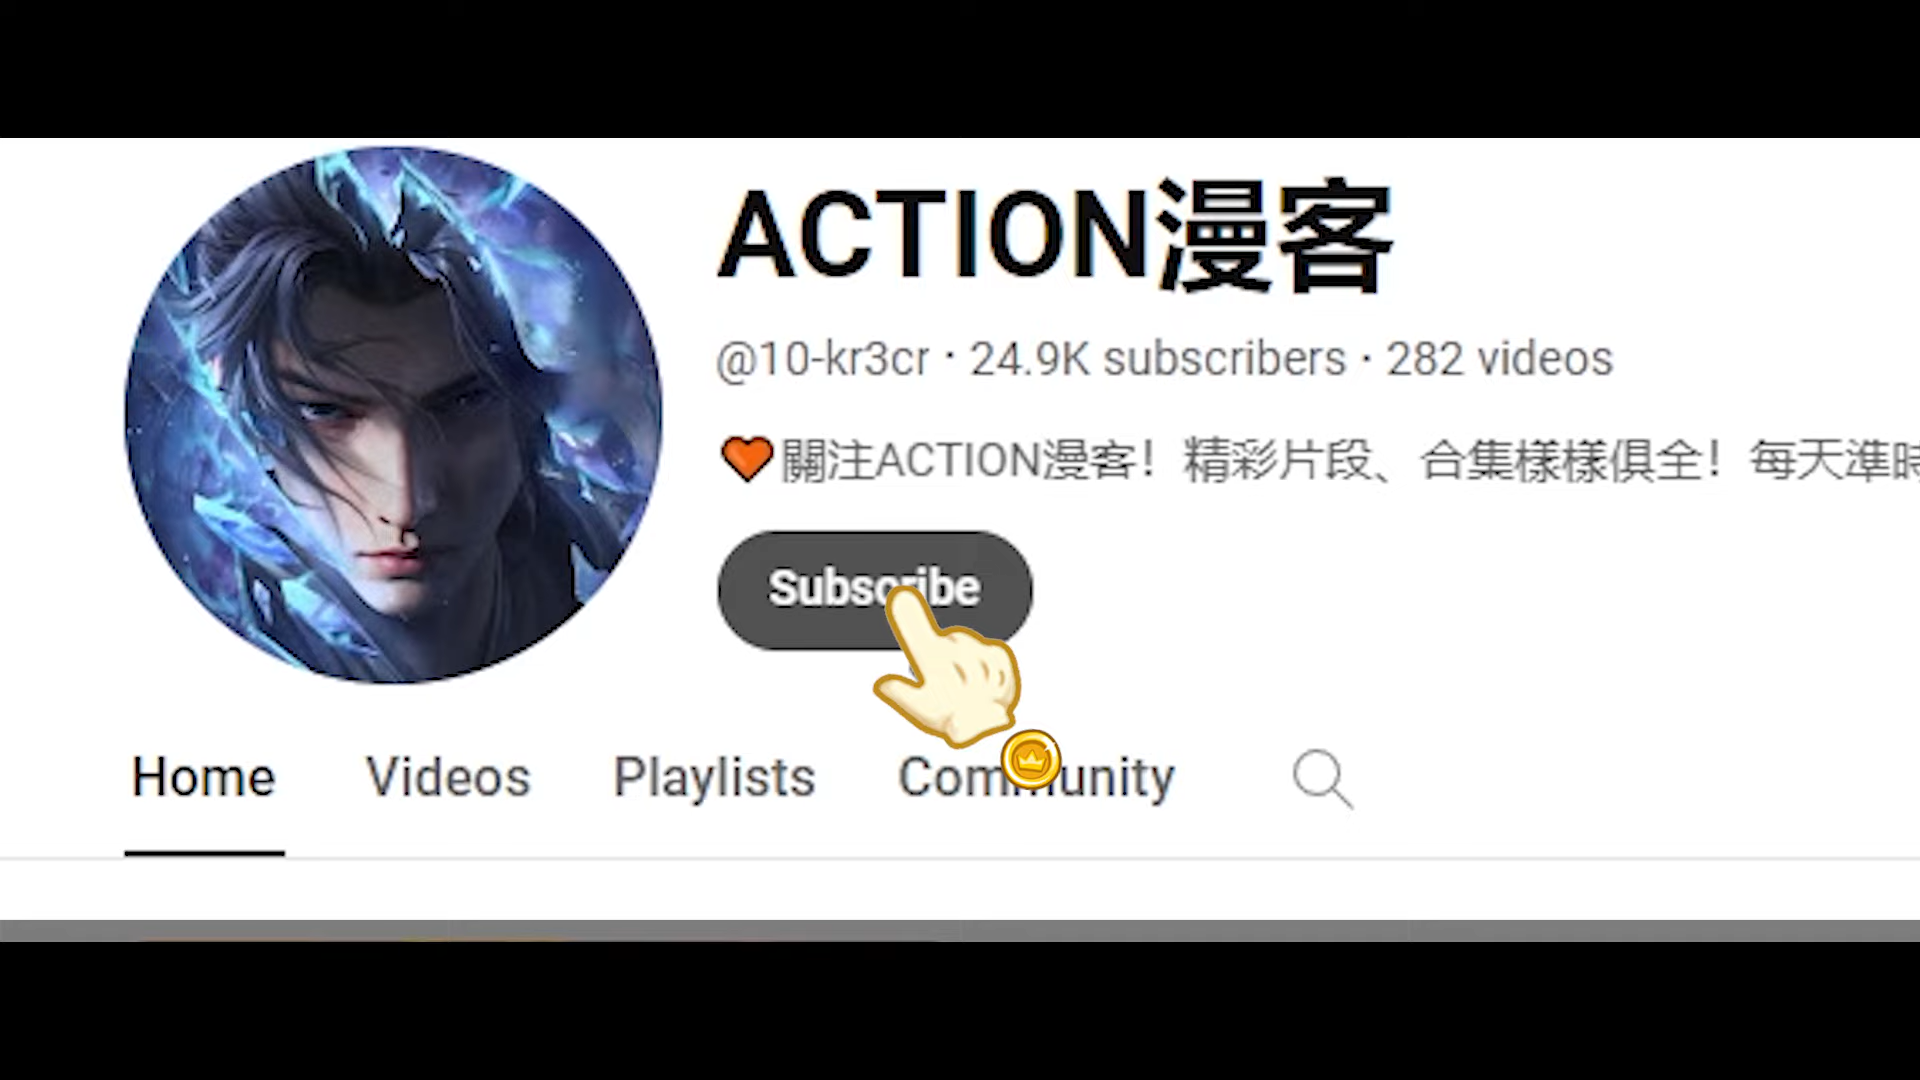 ACTION漫客
@10-kr3cr · 24.9K subscribers · 282 videos
🧡關注ACTION漫客！精彩片段、合集樣樣俱全！每天準時
Subscribe
Home Videos Playlists Community